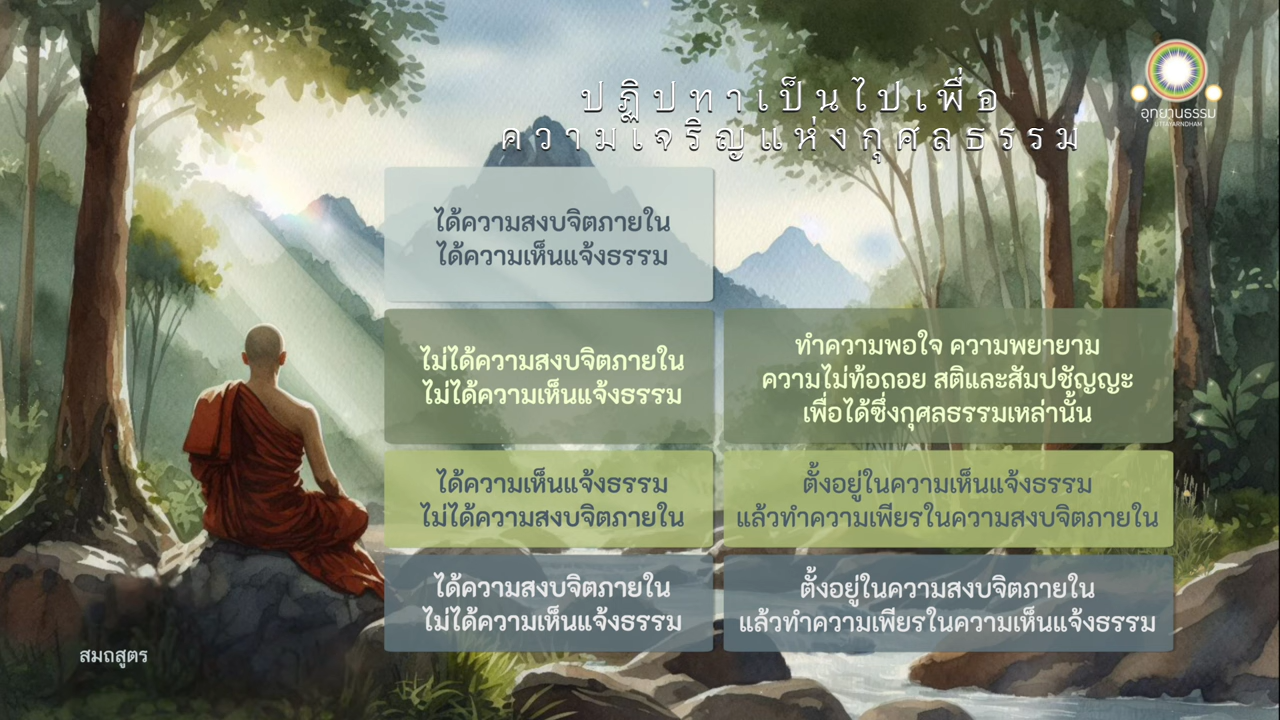 ปฏิปทาเป็นไปเพื่อ
ความเจริญแห่งกุศลธรรม
อุทยานธรรม
UTTAYARNDHAM
ได้ความสงบจิตภายใน
ได้ความเห็นแจ้งธรรม
ไม่ได้ความสงบจิตภายใน
ไม่ได้ความเห็นแจ้งธรรม
ทำความพอใจ ความพยายาม
ความไม่ท้อถอย สติและสัมปชัญญะ
เพื่อได้ซึ่งกุศลธรรมเหล่านั้น
ได้ความเห็นแจ้งธรรม
ไม่ได้ความสงบจิตภายใน
ตั้งอยู่ในความเห็นแจ้งธรรม
แล้วทำความเพียรในความสงบจิตภายใน
ได้ความสงบจิตภายใน
ไม่ได้ความเห็นแจ้งธรรม
ตั้งอยู่ในความสงบจิตภายใน
แล้วทำความเพียรในความเห็นแจ้งธรรม
สมถสูตร